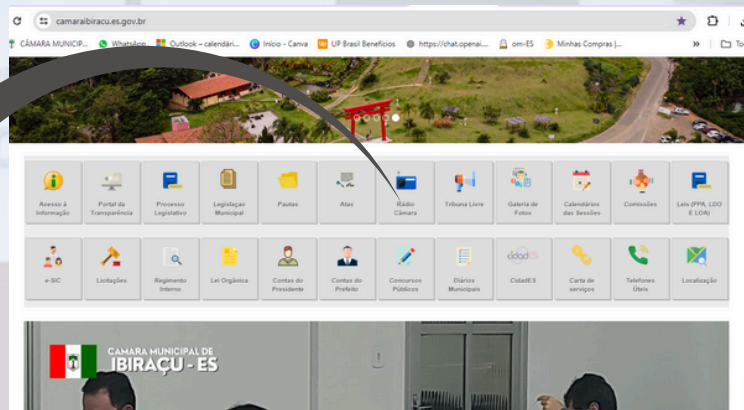 camaraibiracu.es.gov.br
CÂMARA MUNICIP... WhatsApp Outlook – calendári... Início - Canva UP Brasil Benefícios https://chat.openai.... om-ES Minhas Compras |... » To
Acesso à Informação
Portal da Transparência
Processo Legislativo
Legislaçao Municipal
Pautas
Atas
Rádio Câmara
Tribuna Livre
Galeria de Fotos
Calendários das Sessões
Comissões
Leis (PPA, LDO E LOA)
e-SIC
Licitações
Regimento Interno
Lei Orgânica
Contas do Presidente
Contas do Prefeito
Concursos Públicos
Diários Municipais
cidadES
CidadES
Carta de serviços
Telefones Úteis
Localização
CAMARA MUNICIPAL DE
IBIRAÇU - ES